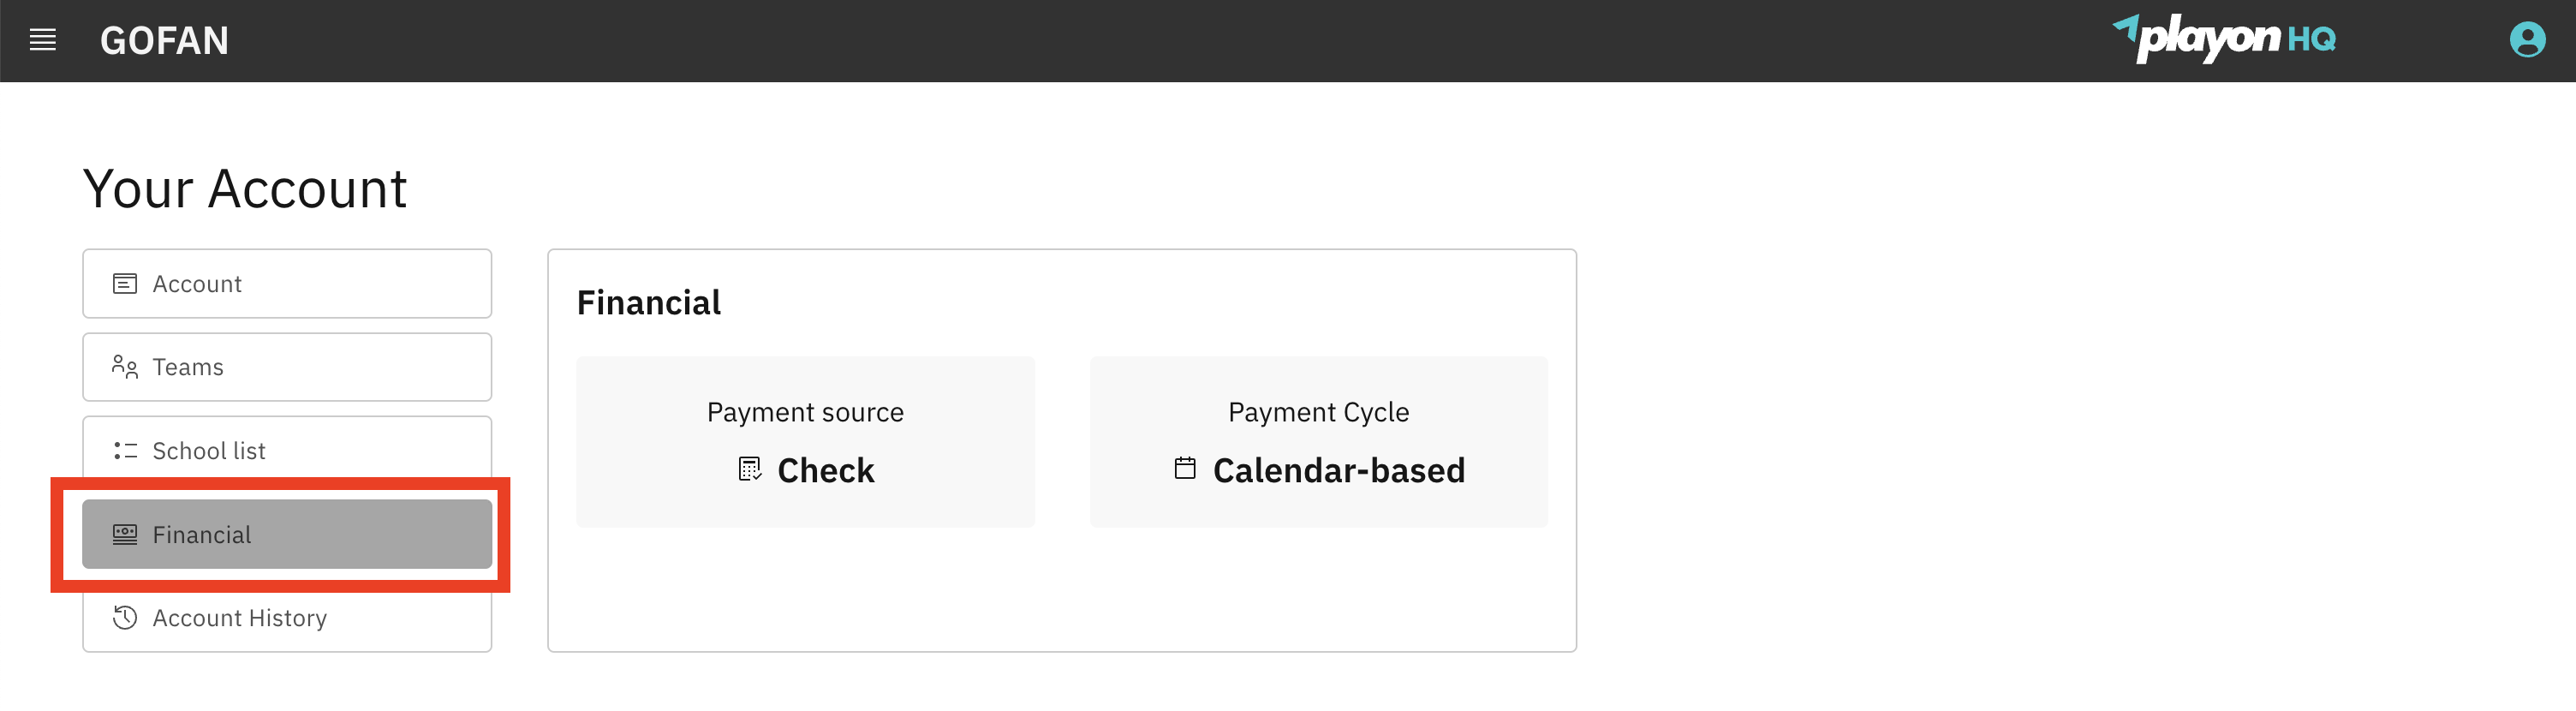 GOFAN
playon HQ
Your Account
Account
Teams
School list
Financial
Account History
Financial
Payment source
Check
Payment Cycle
Calendar-based